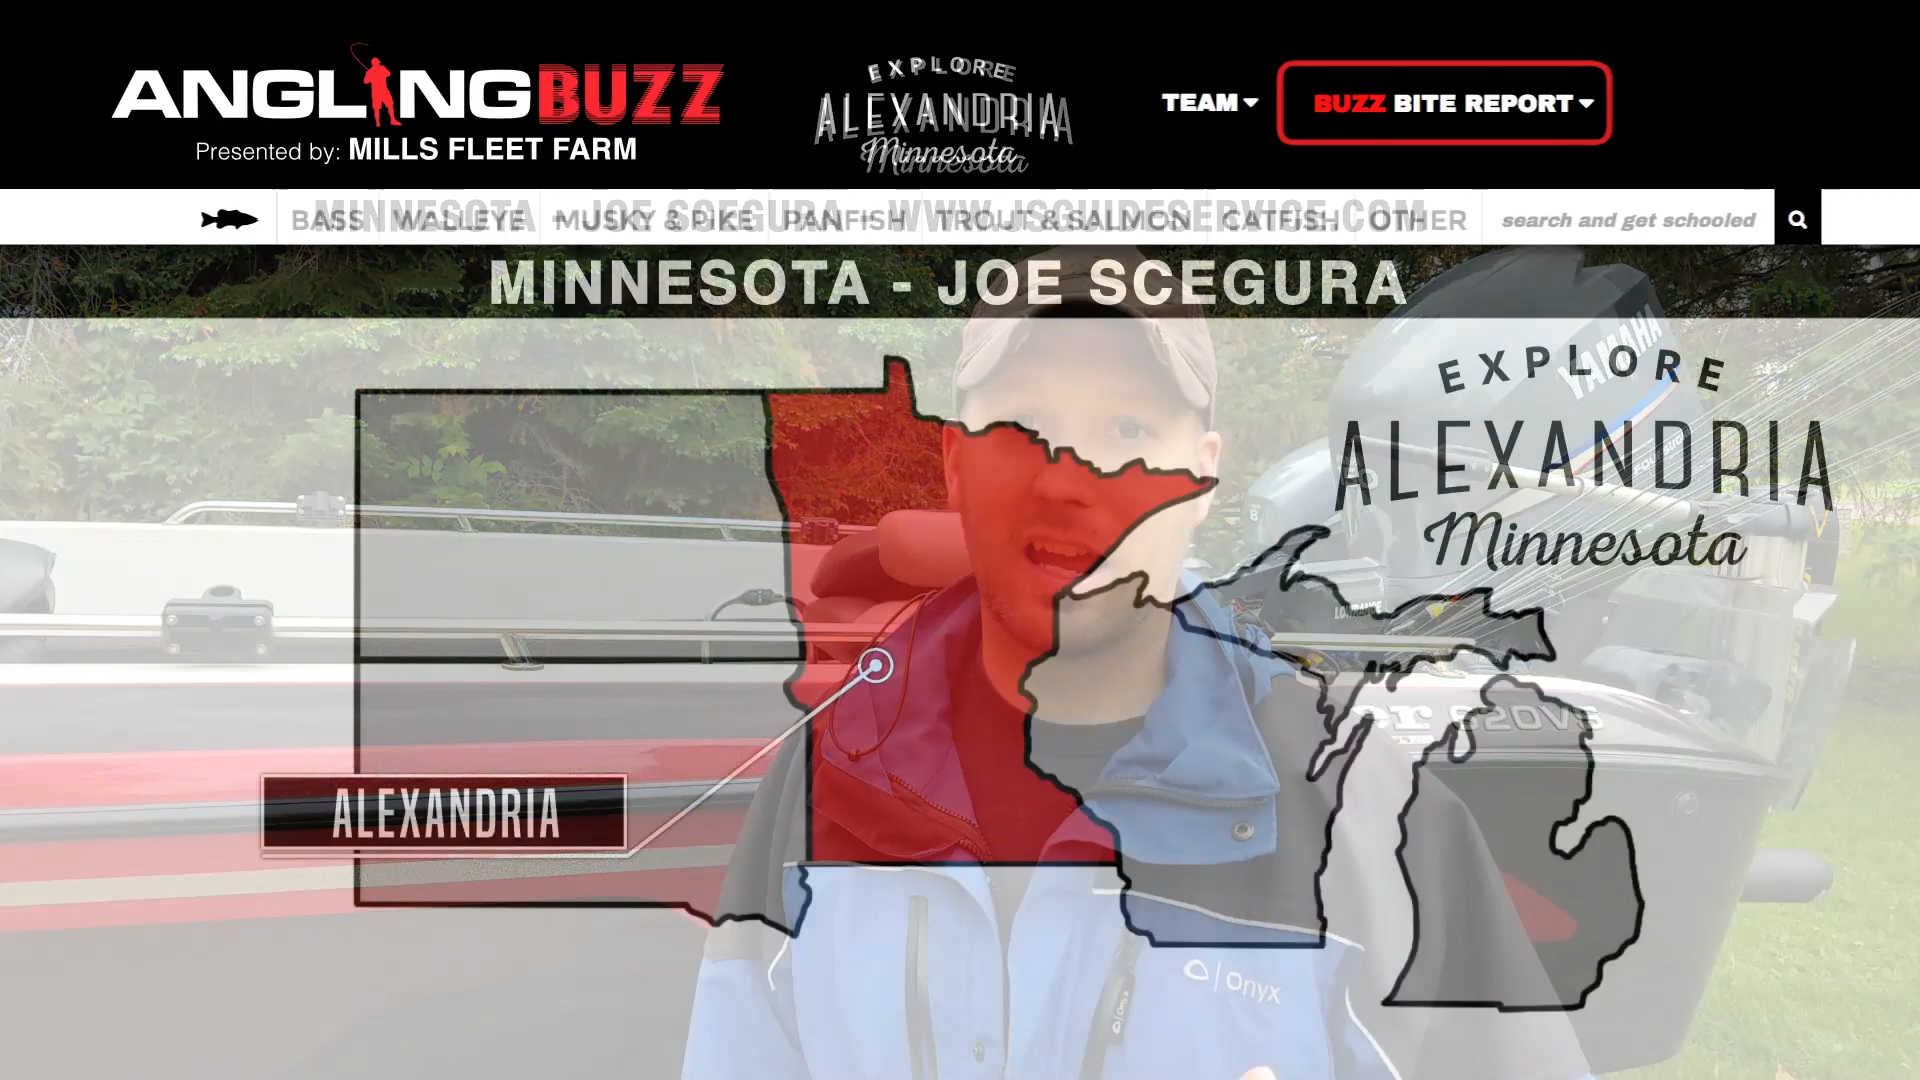 ANGLINGBUZZ
Presented by: MILLS FLEET FARM
EXPLORE
ALEXANDRIA
Minnesota
TEAM
BUZZ BITE REPORT
BASS WALLEYE MUSKY & PIKE PANFISH TROUT & SALMON CATFISH OTHER
search and get schooled
MINNESOTA - JOE SCEGURA - WWW.JSGUIDESERVICE.COM
MINNESOTA - JOE SCEGURA
YAMAHA
EXPLORE
ALEXANDRIA
Minnesota
LOWRANCE
ALEXANDRIA
Onyx
Onyx